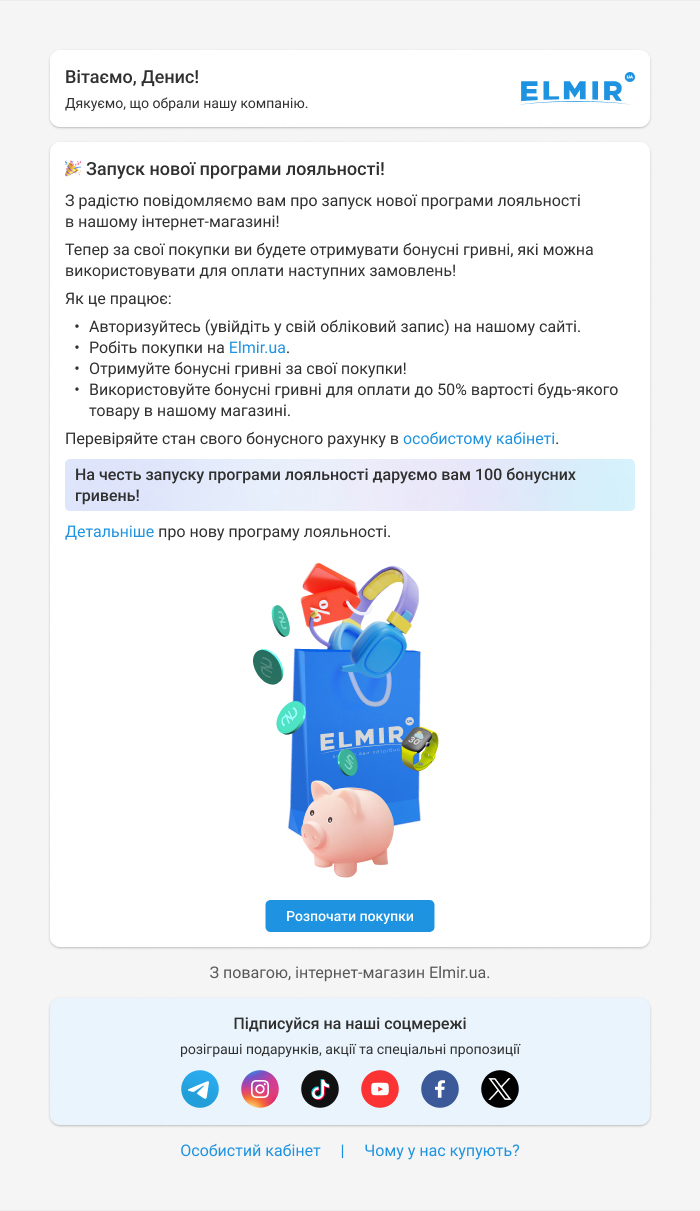 Вітаємо, Денис!
Дякуємо, що обрали нашу компанію.
ELMIR UA
🎉 Запуск нової програми лояльності!
З радістю повідомляємо вам про запуск нової програми лояльності
в нашому інтернет-магазині!
Тепер за свої покупки ви будете отримувати бонусні гривні, які можна
використовувати для оплати наступних замовлень!
Як це працює:
• Авторизуйтесь (увійдіть у свій обліковий запис) на нашому сайті.
• Робіть покупки на Elmir.ua.
• Отримуйте бонусні гривні за свої покупки!
• Використовуйте бонусні гривні для оплати до 50% вартості будь-якого
товару в нашому магазині.
Перевіряйте стан свого бонусного рахунку в особистому кабінеті.
На честь запуску програми лояльності даруємо вам 100 бонусних
гривень!
Детальніше про нову програму лояльності.
%
ELMIR UA
30
Розпочати покупки
З повагою, інтернет-магазин Elmir.ua.
Підписуйся на наші соцмережі
розіграші подарунків, акції та спеціальні пропозиції
Особистий кабінет | Чому у нас купують?